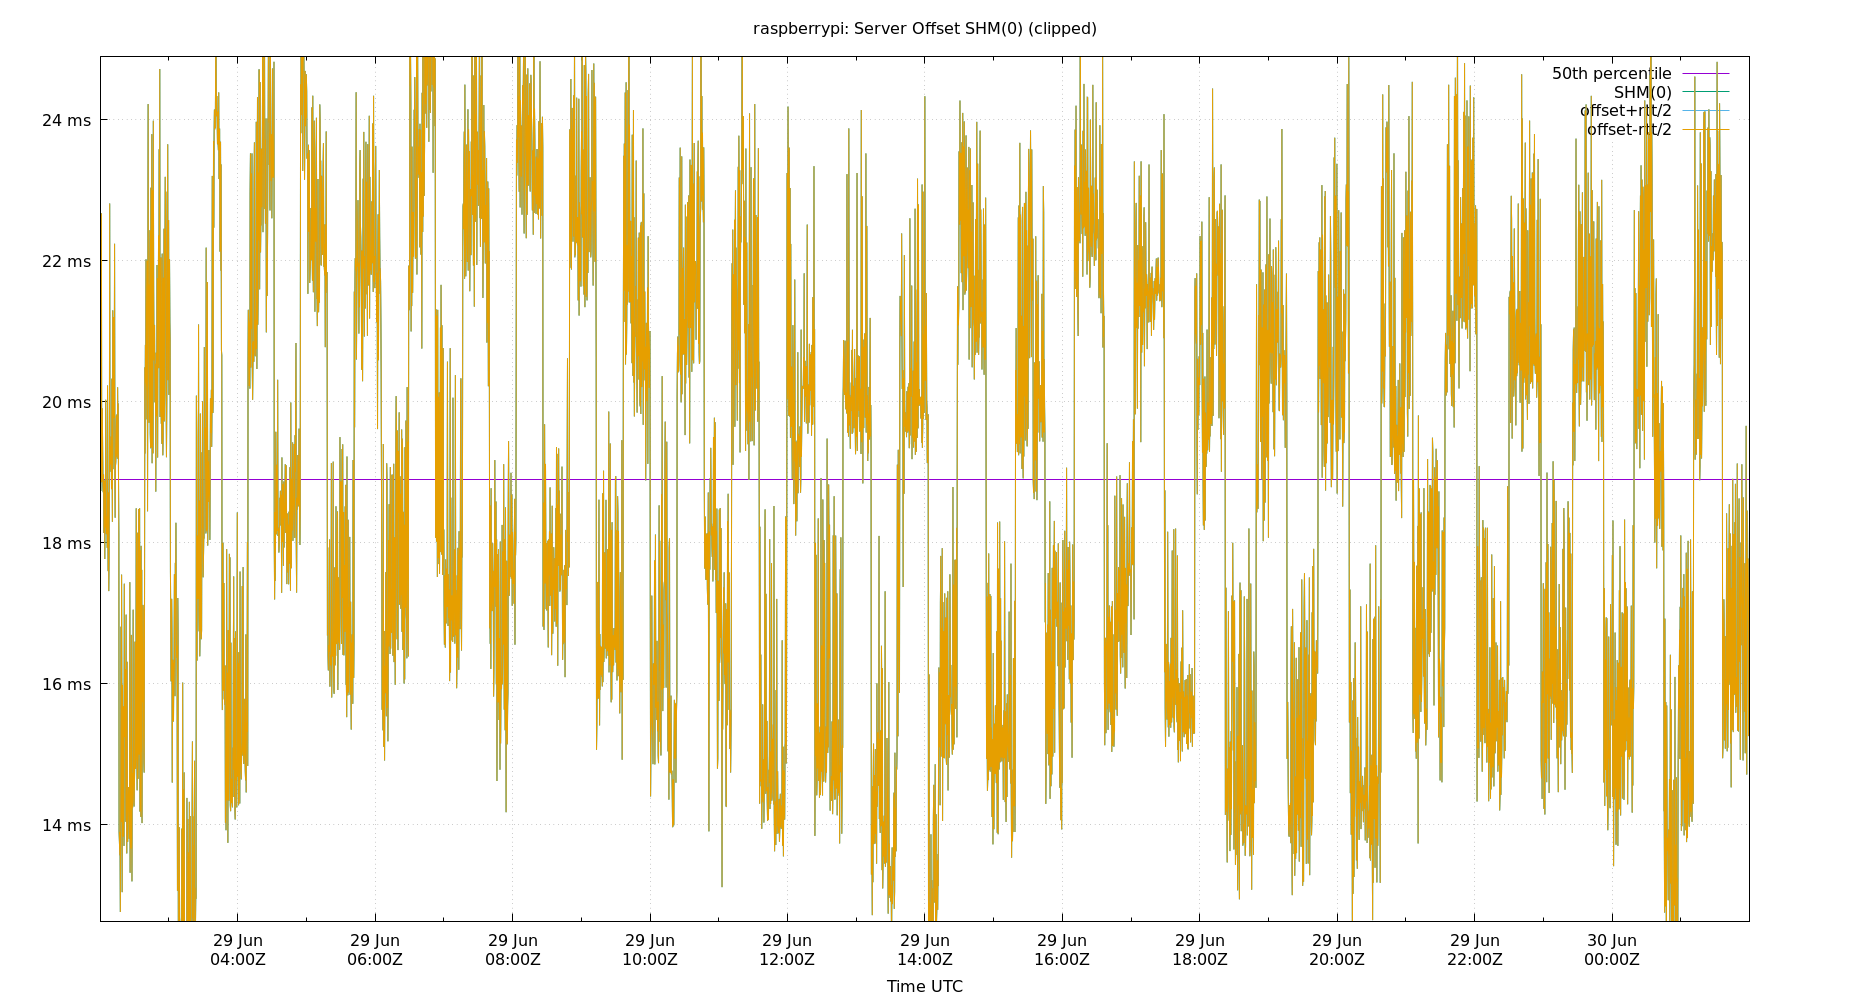 raspberrypi: Server Offset SHM(0) (clipped)
50th percentile
SHM(0)
offset+rtt/2
offset-rtt/2
24 ms
22 ms
20 ms
18 ms
16 ms
14 ms
29 Jun 29 Jun 29 Jun 29 Jun 29 Jun 29 Jun 29 Jun 29 Jun 29 Jun 29 Jun 30 Jun
04:00Z 06:00Z 08:00Z 10:00Z 12:00Z 14:00Z 16:00Z 18:00Z 20:00Z 22:00Z 00:00Z
Time UTC